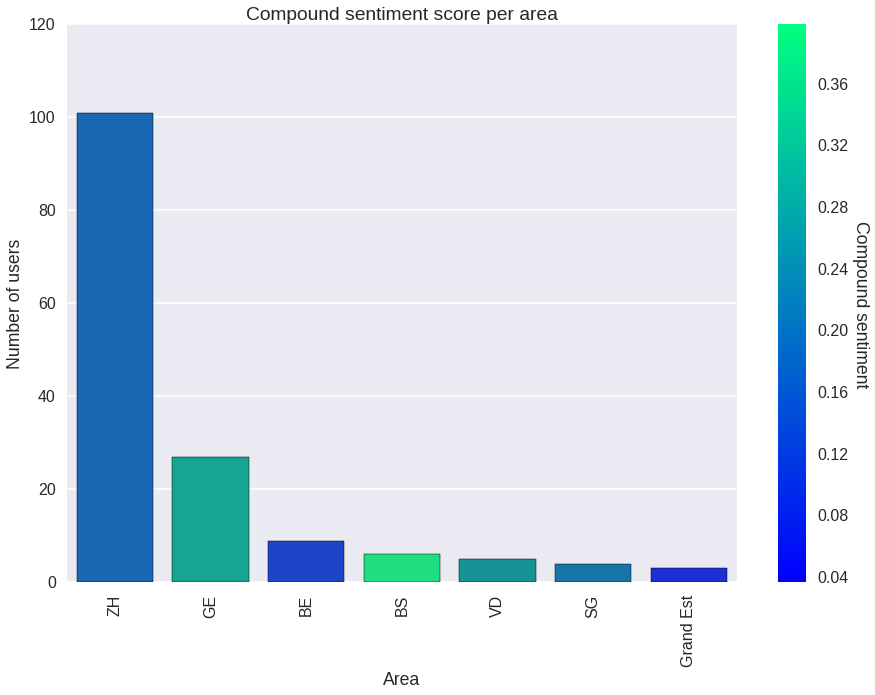 Compound sentiment score per area
120
100
80
60
40
20
0
Number of users
ZH
GE
BE
BS
VD
SG
Grand Est
Area
0.36
0.32
0.28
0.24
0.20
0.16
0.12
0.08
0.04
Compound sentiment